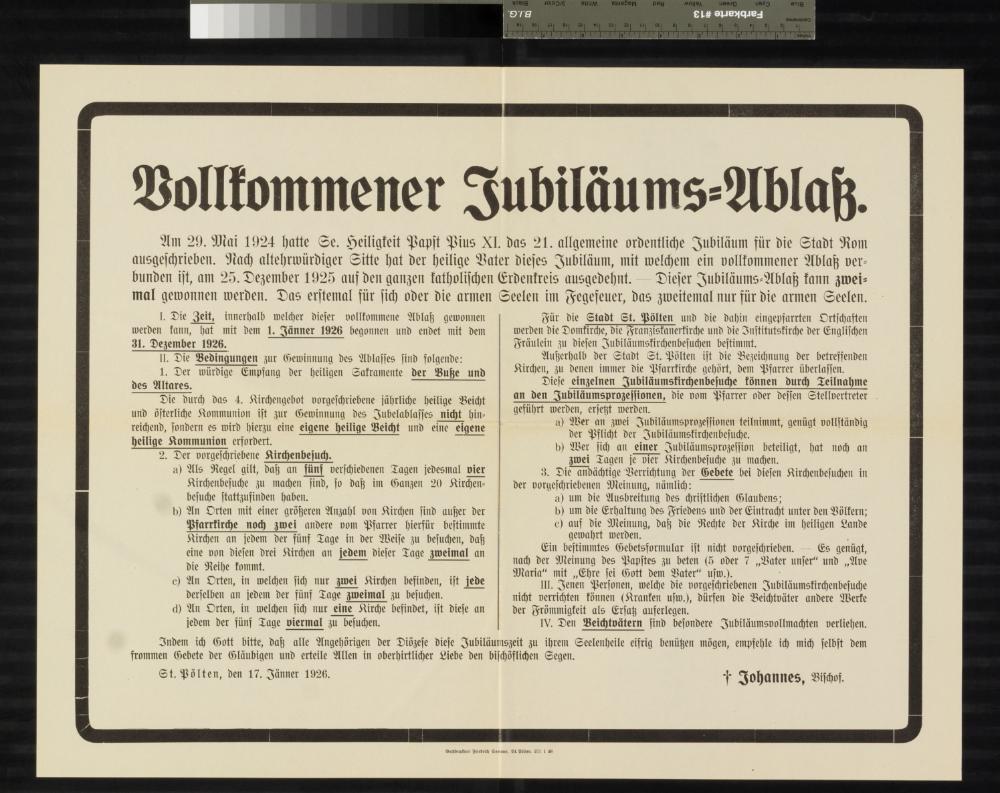 Farbkarte #13
B.I.G.
Blue Cyan Green Yellow Red Magenta White 3/Color Black
Centimetres
Inches
Vollkommener Jubiläums=Ablaß.
Am 29. Mai 1924 hatte Se. Heiligkeit Papst Pius XI. das 21. allgemeine ordentliche Jubiläum für die Stadt Rom
ausgeschrieben. Nach altehrwürdiger Sitte hat der heilige Vater dieses Jubiläum, mit welchem ein vollkommener Ablaß ver-
bunden ist, am 25. Dezember 1925 auf den ganzen katholischen Erdenkreis ausgedehnt. — Dieser Jubiläums-Ablaß kann zwei-
mal gewonnen werden. Das erstemal für sich oder die armen Seelen im Fegefeuer, das zweitemal nur für die armen Seelen.
I. Die Zeit, innerhalb welcher dieser vollkommene Ablaß gewonnen
werden kann, hat mit dem 1. Jänner 1926 begonnen und endet mit dem
31. Dezember 1926.
II. Die Bedingungen zur Gewinnung des Ablasses sind folgende:
1. Der würdige Empfang der heiligen Sakramente der Buße und
des Altares.
Die durch das 4. Kirchengebot vorgeschriebene jährliche heilige Beicht
und österliche Kommunion ist zur Gewinnung des Jubelablasses nicht hin-
reichend, sondern es wird hierzu eine eigene heilige Beicht und eine eigene
heilige Kommunion erfordert.
2. Der vorgeschriebene Kirchenbesuch.
a) Als Regel gilt, daß an fünf verschiedenen Tagen jedesmal vier
Kirchenbesuche zu machen sind, so daß im Ganzen 20 Kirchen-
besuche stattzufinden haben.
b) An Orten mit einer größeren Anzahl von Kirchen sind außer der
Pfarrkirche noch zwei andere vom Pfarrer hierfür bestimmte
Kirchen an jedem der fünf Tage in der Weise zu besuchen, daß
eine von diesen drei Kirchen an jedem dieser Tage zweimal an
die Reihe kommt.
c) An Orten, in welchen sich nur zwei Kirchen befinden, ist jede
derselben an jedem der fünf Tage zweimal zu besuchen.
d) An Orten, in welchen sich nur eine Kirche befindet, ist diese an
jedem der fünf Tage viermal zu besuchen.
Für die Stadt St. Pölten und die dahin eingepfarrten Ortschaften
werden die Domkirche, die Franziskanerkirche und die Institutskirche der Englischen
Fräulein zu diesen Jubiläumskirchenbesuchen bestimmt.
Außerhalb der Stadt St. Pölten ist die Bezeichnung der betreffenden
Kirchen, zu denen immer die Pfarrkirche gehört, dem Pfarrer überlassen.
Diese einzelnen Jubiläumskirchenbesuche können durch Teilnahme
an den Jubiläumsprozessionen, die vom Pfarrer oder dessen Stellvertreter
geführt werden, ersetzt werden.
a) Wer an zwei Jubiläumsprozessionen teilnimmt, genügt vollständig
der Pflicht der Jubiläumskirchenbesuche.
b) Wer sich an einer Jubiläumsprozession beteiligt, hat noch an
zwei Tagen je vier Kirchenbesuche zu machen.
3. Die andächtige Verrichtung der Gebete bei diesen Kirchenbesuchen in
der vorgeschriebenen Meinung, nämlich:
a) um die Ausbreitung des christlichen Glaubens;
b) um die Erhaltung des Friedens und der Eintracht unter den Völkern;
c) auf die Meinung, daß die Rechte der Kirche im heiligen Lande
gewahrt werden.
Ein bestimmtes Gebetsformular ist nicht vorgeschrieben. — Es genügt,
nach der Meinung des Papstes zu beten (5 oder 7 „Vater unser“ und „Ave
Maria“ mit „Ehre sei Gott dem Vater“ usw.).
III. Jenen Personen, welche die vorgeschriebenen Jubiläumskirchenbesuche
nicht verrichten können (Kranken usw.), dürfen die Beichtväter andere Werke
der Frömmigkeit als Ersatz auferlegen.
IV. Den Beichtvätern sind besondere Jubiläumsvollmachten verliehen.
Indem ich Gott bitte, daß alle Angehörigen der Diözese diese Jubiläumszeit zu ihrem Seelenheile eifrig benützen mögen, empfehle ich mich selbst dem
frommen Gebete der Gläubigen und erteile Allen in oberhirtlicher Liebe den bischöflichen Segen.
St. Pölten, den 17. Jänner 1926.
† Johannes, Bischof.
St. Pölten.